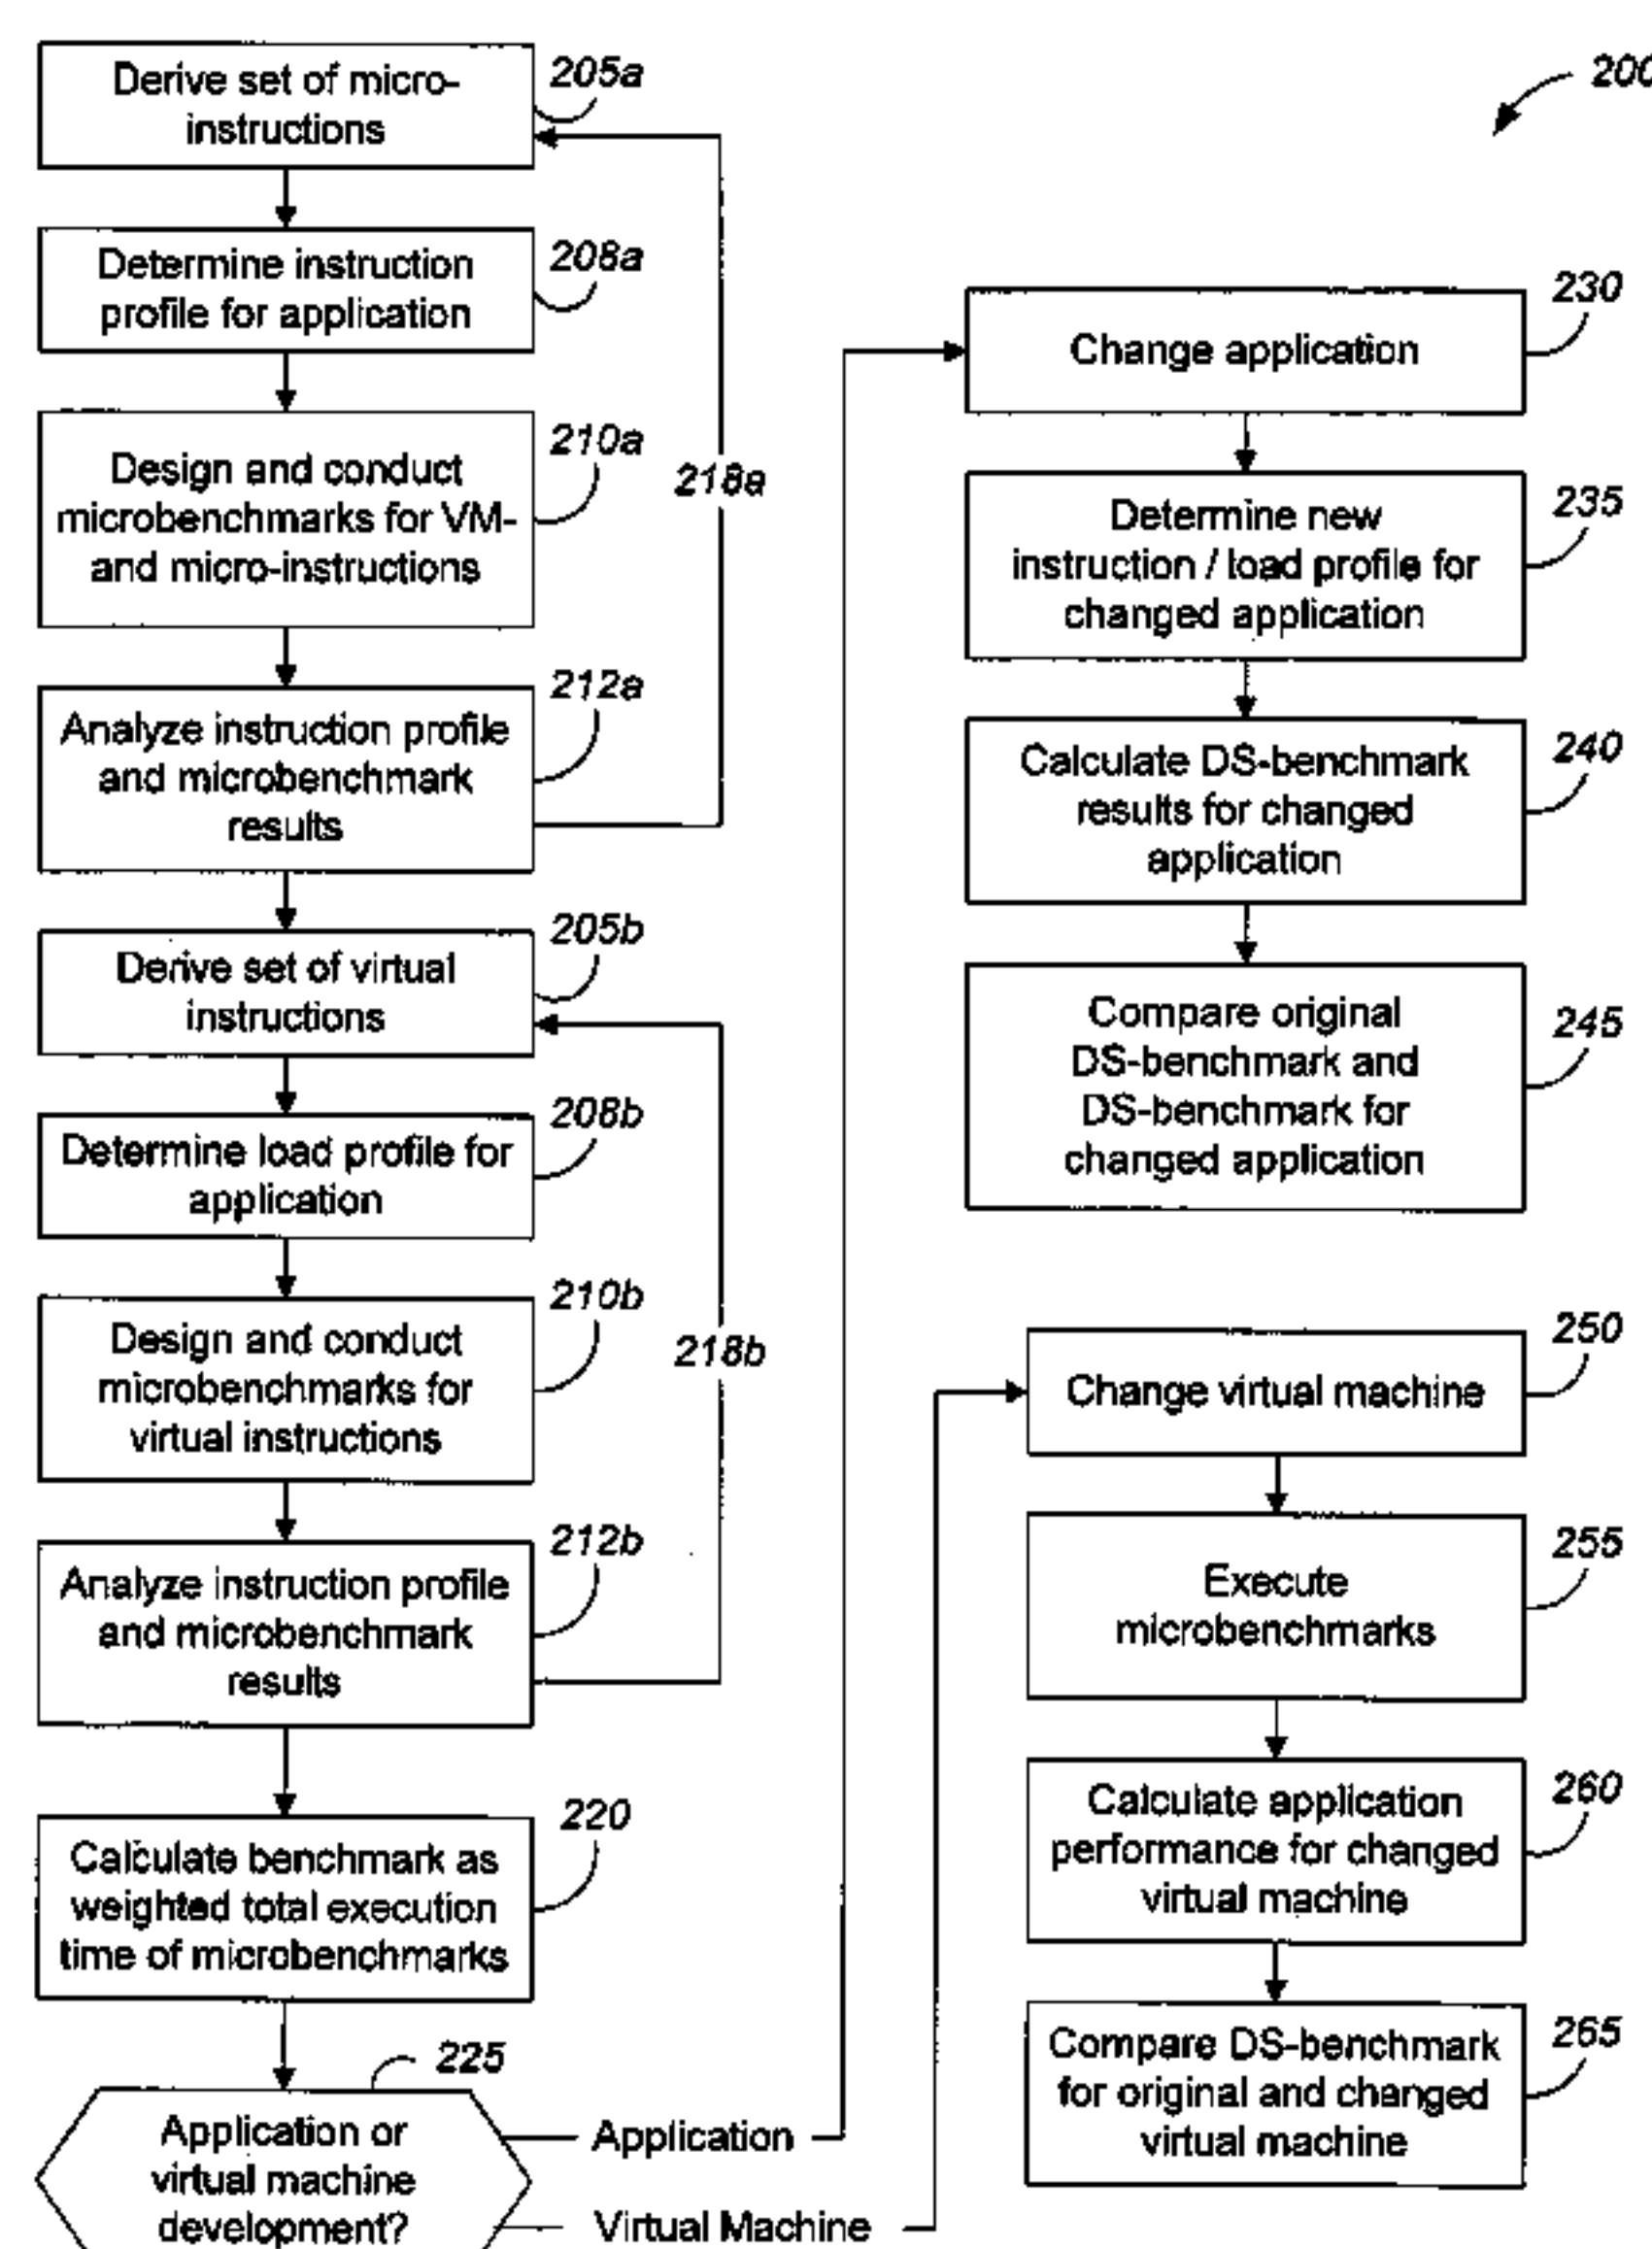 Derive set of micro-
instructions
205a
Determine instruction
profile for application
208a
Design and conduct
microbenchmarks for VM-
and micro-instructions
210a
218a
Analyze instruction profile
and microbenchmark
results
212a
Derive set of virtual
instructions
205b
Determine load profile for
application
208b
Design and conduct
microbenchmarks for
virtual instructions
210b
218b
Analyze instruction profile
and microbenchmark
results
212b
Calculate benchmark as
weighted total execution
time of microbenchmarks
220
225
Application or
virtual machine
development?
Application
Virtual Machine
200
Change application
230
Determine new
instruction / load profile for
changed application
235
Calculate DS-benchmark
results for changed
application
240
Compare original
DS-benchmark and
DS-benchmark for
changed application
245
Change virtual machine
250
Execute
microbenchmarks
255
Calculate application
performance for changed
virtual machine
260
Compare DS-benchmark
for original and changed
virtual machine
265